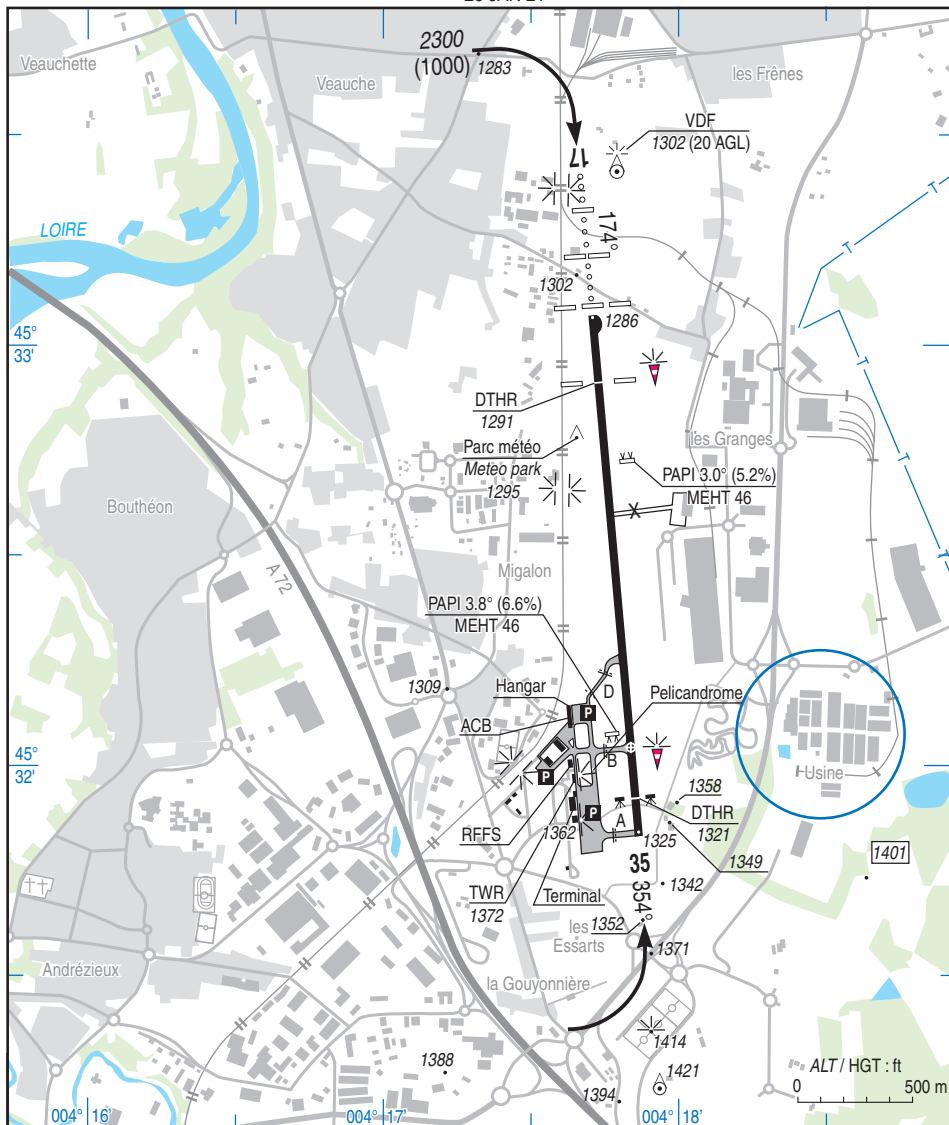 2300
(1000)
1283
Veauchette
Veauche
les Frênes
VDF
1302 (20 AGL)
17
174°
LOIRE
1302
1286
45°
33'
DTHR
1291
Parc météo
Meteo park
1295
les Granges
PAPI 3.0° (5.2%)
MEHT 46
Bouthéon
A 72
Migalon
PAPI 3.8° (6.6%)
MEHT 46
1309
Hangar
ACB
P
D
Pelicandrome
B
45°
32'
P
Usine
1358
DTHR
1321
P
A
RFFS
1362
1325
1349
35
354°
1401
TWR
1372
Terminal
1342
1352
les
Essarts
1371
Andrézieux
la Gouyonnière
1414
1388
1421
1394
ALT / HGT : ft
0
500 m
004° 16'
004° 17'
004° 18'